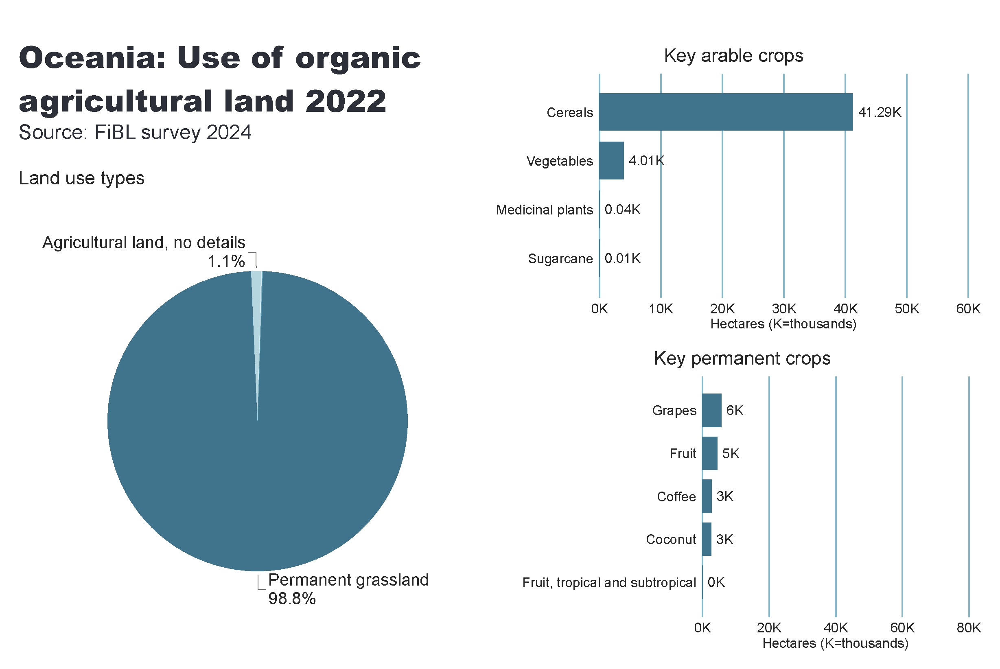 Oceania: Use of organic
agricultural land 2022
Source: FiBL survey 2024
Land use types
Agricultural land, no details
1.1%
Permanent grassland
98.8%
Key arable crops
Cereals 41.29K
Vegetables 4.01K
Medicinal plants 0.04K
Sugarcane 0.01K
0K 10K 20K 30K 40K 50K 60K
Hectares (K=thousands)
Key permanent crops
Grapes 6K
Fruit 5K
Coffee 3K
Coconut 3K
Fruit, tropical and subtropical 0K
0K 20K 40K 60K 80K
Hectares (K=thousands)